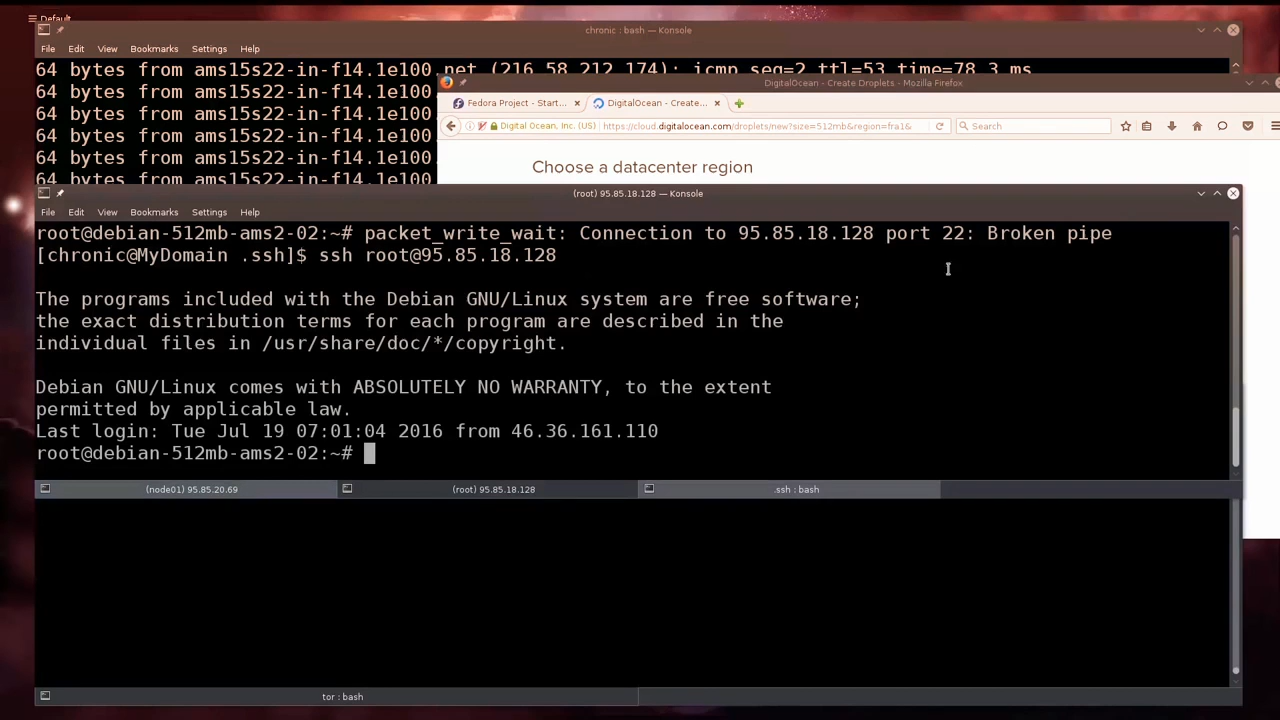 Default
chronic : bash — Konsole
File Edit View Bookmarks Settings Help
64 bytes from ams15s22-in-f14.1e100.net (216.58.212.174): icmp_seq=2 ttl=53 time=78.3 ms
64 bytes from ams15s22-in-f14.1e100
64 bytes from ams15s22-in-f14.1e100
64 bytes from ams15s22-in-f14.1e100
64 bytes from ams15s22-in-f14.1e100
64 bytes from ams15s22-in-f14.1e100
DigitalOcean - Create Droplets - Mozilla Firefox
Fedora Project - Start... DigitalOcean - Create...
Digital Ocean, Inc. (US) https://cloud.digitalocean.com/droplets/new?size=512mb&region=fra1& Search
Choose a datacenter region
(root) 95.85.18.128 — Konsole
File Edit View Bookmarks Settings Help
root@debian-512mb-ams2-02:~# packet_write_wait: Connection to 95.85.18.128 port 22: Broken pipe
[chronic@MyDomain .ssh]$ ssh root@95.85.18.128
The programs included with the Debian GNU/Linux system are free software;
the exact distribution terms for each program are described in the
individual files in /usr/share/doc/*/copyright.
Debian GNU/Linux comes with ABSOLUTELY NO WARRANTY, to the extent
permitted by applicable law.
Last login: Tue Jul 19 07:01:04 2016 from 46.36.161.110
root@debian-512mb-ams2-02:~#
(node01) 95.85.20.69 (root) 95.85.18.128 .ssh : bash
tor : bash